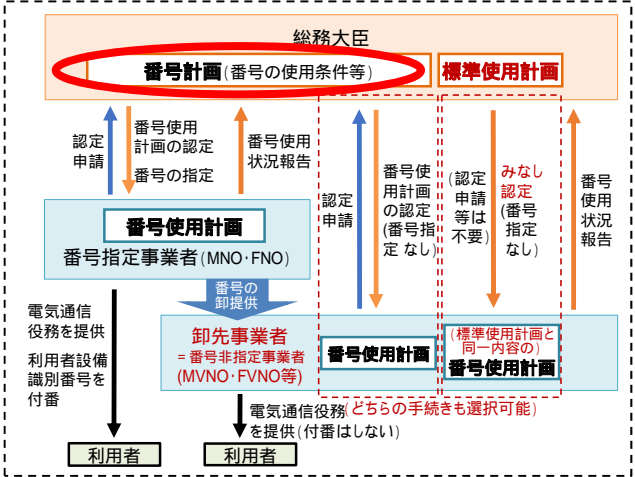 総務大臣
番号計画(番号の使用条件等)
標準使用計画
認定
申請
番号使用
計画の認定
番号の指定
番号使用
状況報告
認定
申請
番号使
用計画
の認定
(番号指
定 なし)
(認定
申請
等は
不要)
みなし
認定
(番号
指定
なし)
番号
使用
状況
報告
番号使用計画
番号指定事業者(MNO・FNO)
番号の
卸提供
電気通信
役務を提供
利用者設備
識別番号を
付番
卸先事業者
=番号非指定事業者
(MVNO・FVNO等)
番号使用計画
(標準使用計画と
同一内容の)
番号使用計画
電気通信役務(どちらの手続きも選択可能)
を提供(付番はしない)
利用者
利用者